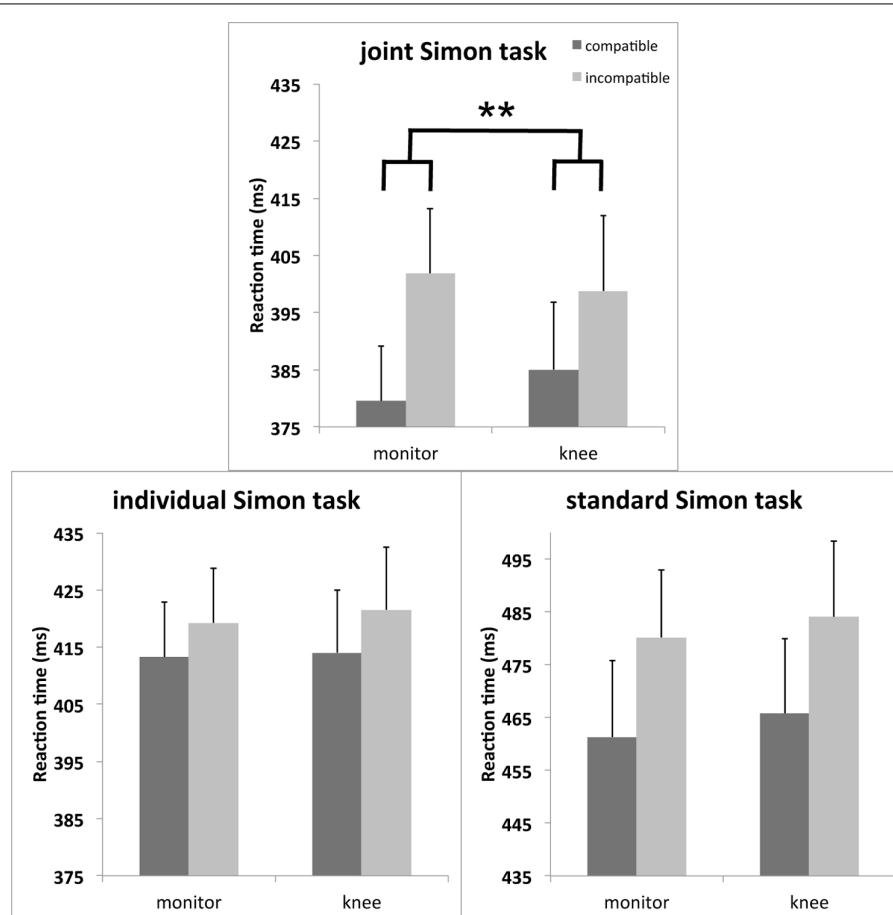 joint Simon task
compatible
incompatible
435
425
415
405
395
385
375
Reaction time (ms)
**
monitor knee
individual Simon task
435
425
415
405
395
385
375
Reaction time (ms)
monitor knee
standard Simon task
495
485
475
465
455
445
435
Reaction time (ms)
monitor knee